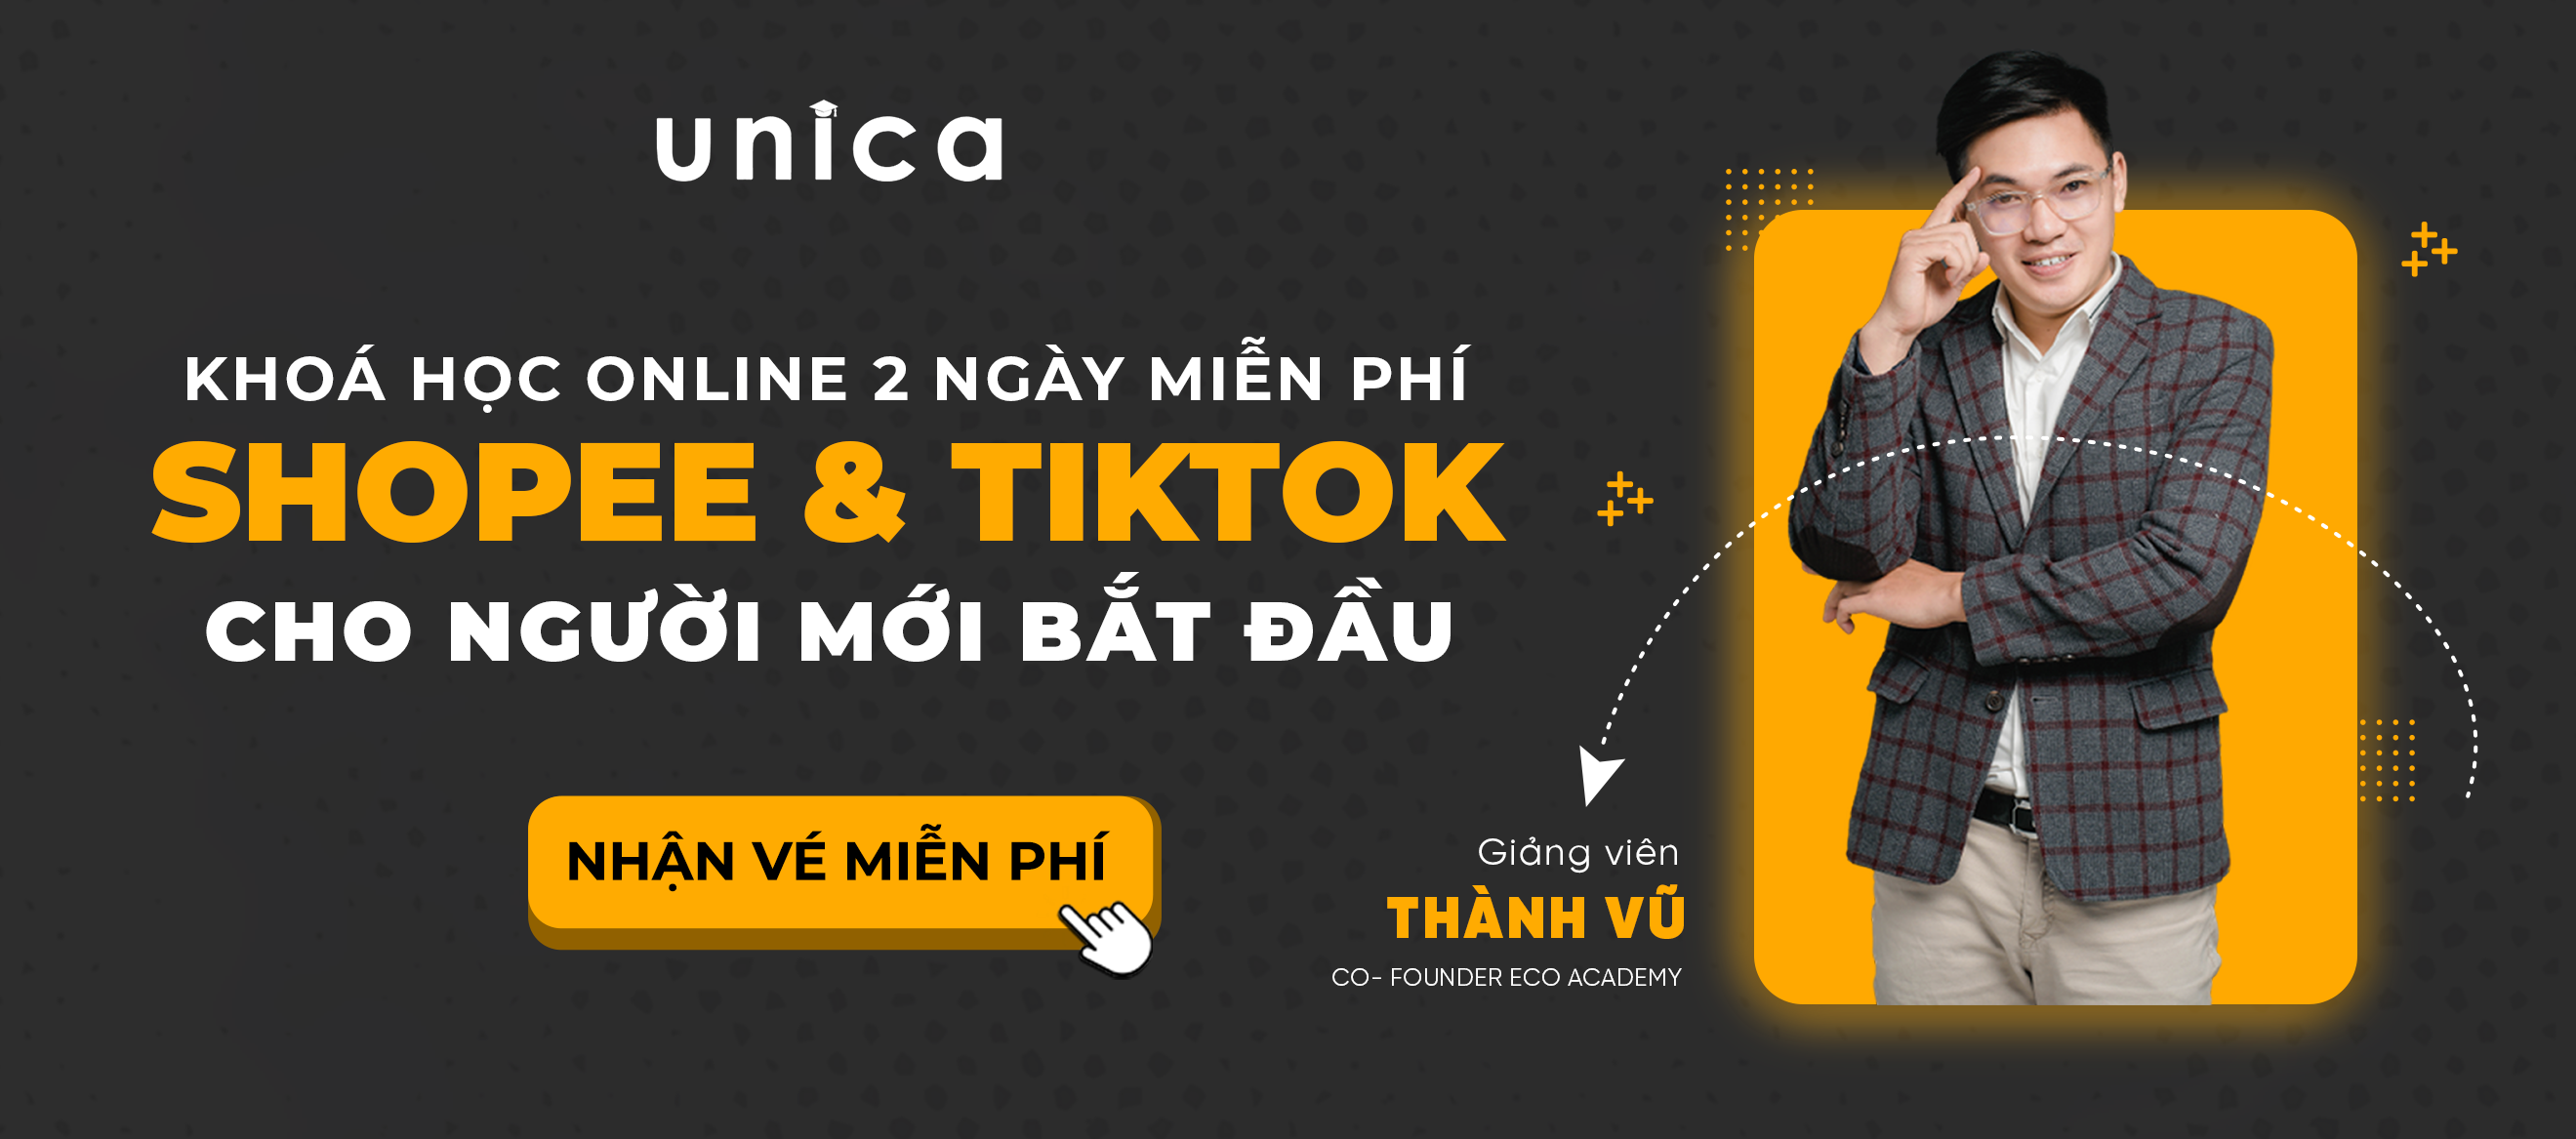 unica
KHOÁ HỌC ONLINE 2 NGÀY MIỄN PHÍ
SHOPEE & TIKTOK
CHO NGƯỜI MỚI BẮT ĐẦU
NHẬN VÉ MIỄN PHÍ
Giảng viên
THÀNH VŨ
CO- FOUNDER ECO ACADEMY